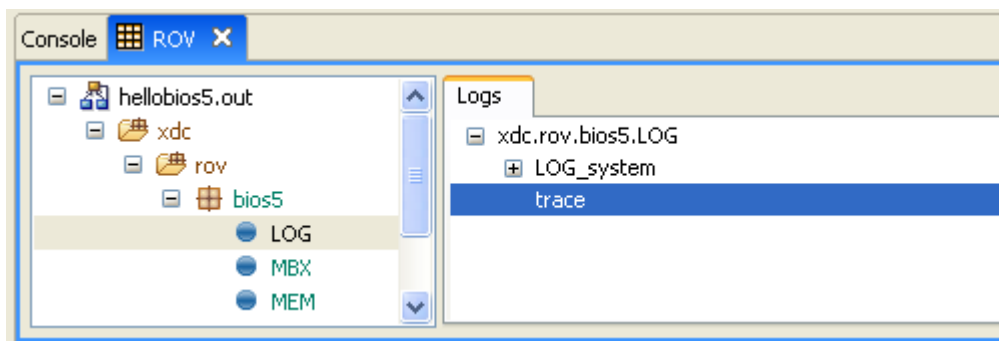 Console ROV
hellobios5.out
xdc
rov
bios5
LOG
MBX
MEM
Logs
xdc.rov.bios5.LOG
LOG_system
trace